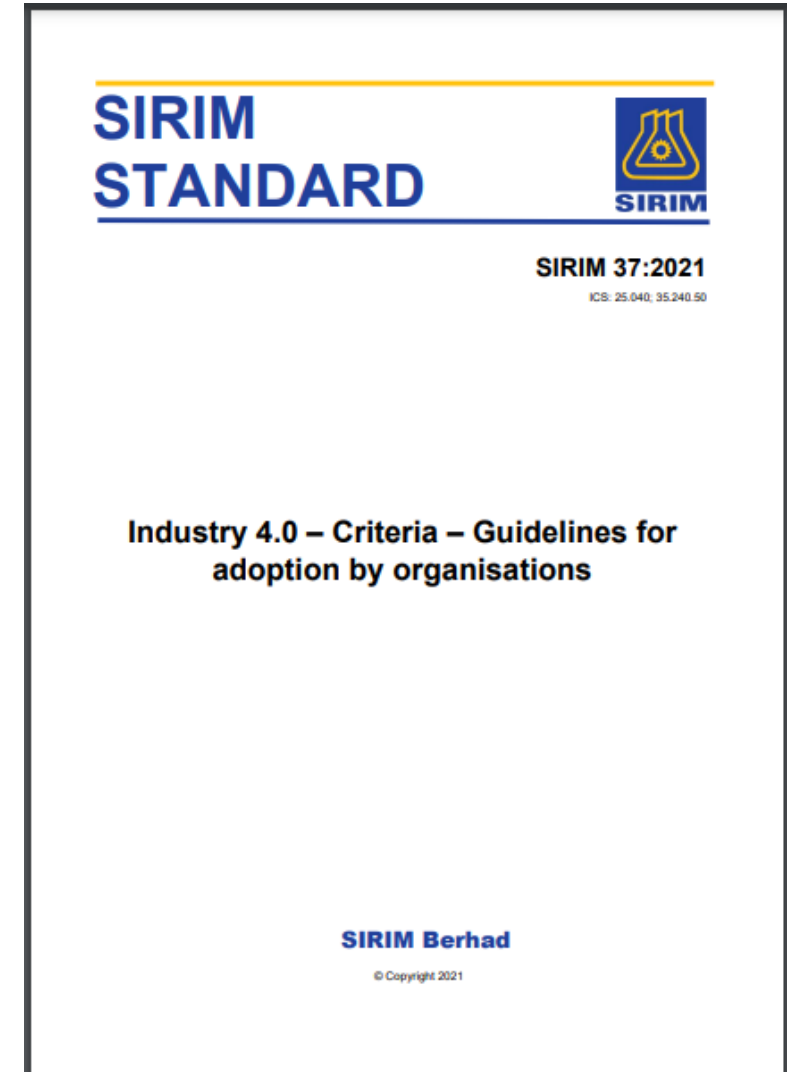 SIRIM
STANDARD
SIRIM
SIRIM 37:2021
ICS: 25.040; 35.240.50
Industry 4.0 – Criteria – Guidelines for
adoption by organisations
SIRIM Berhad
© Copyright 2021